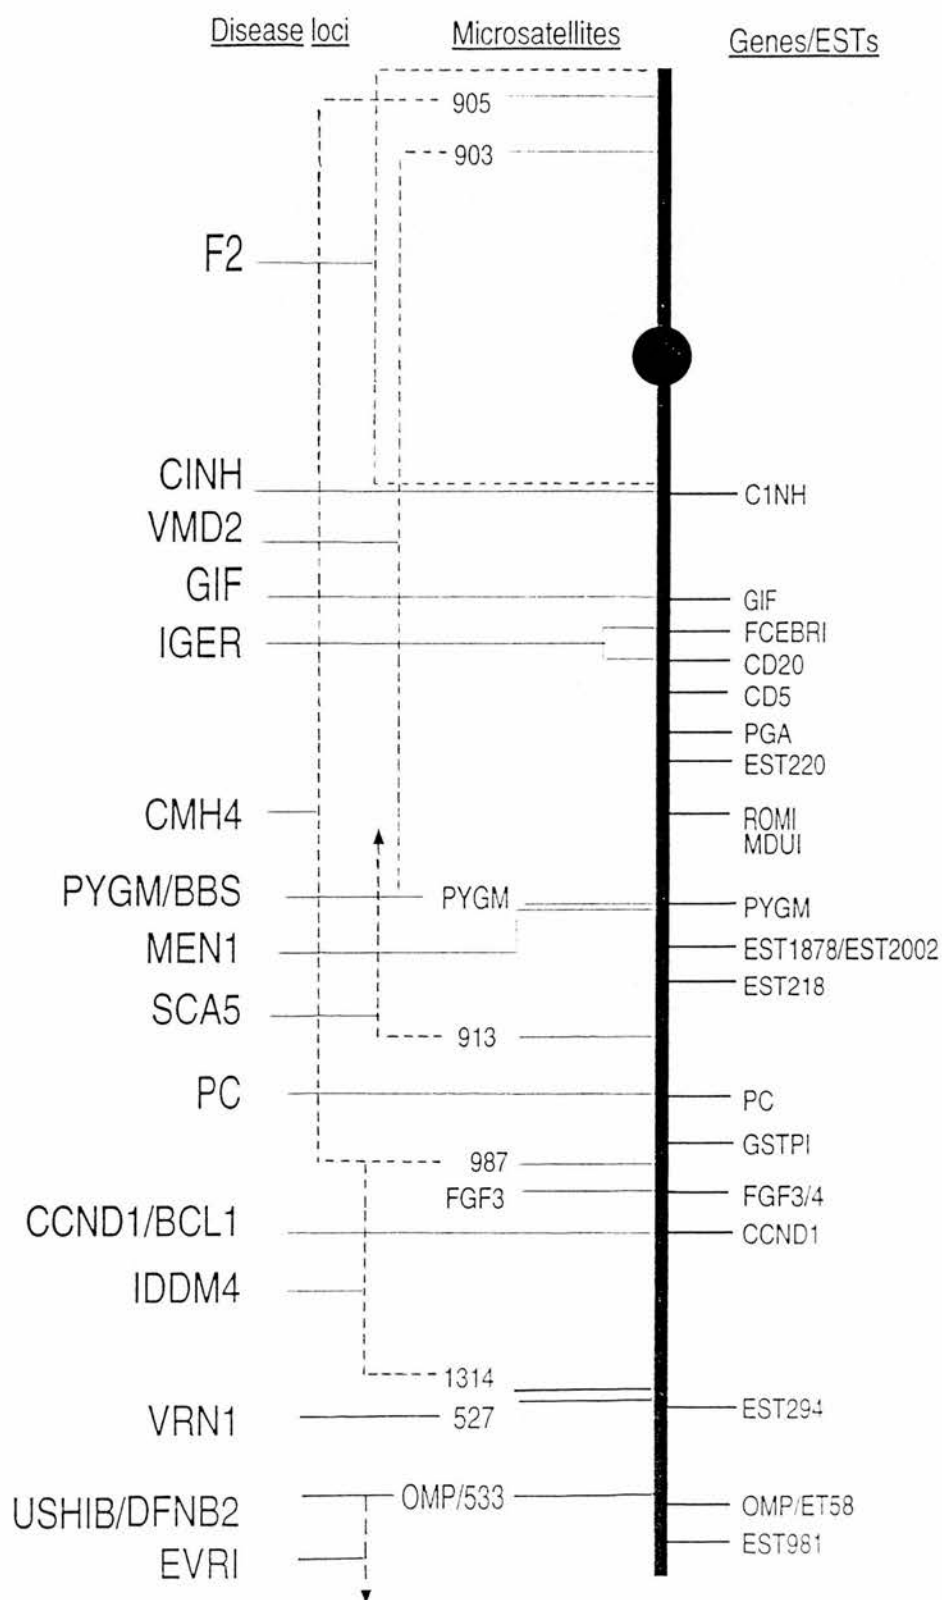 Disease loci Microsatellites Genes/ESTs
905
903
F2
CINH C1NH
VMD2
GIF GIF
IGER FCEBRI
CD20
CD5
PGA
EST220
CMH4 ROMI
MDUI
PYGM/BBS PYGM PYGM
MEN1 EST1878/EST2002
EST218
SCA5 913
PC PC
GSTPI
987
FGF3 FGF3/4
CCND1/BCL1 CCND1
IDDM4
1314
VRN1 527 EST294
USHIB/DFNB2 OMP/533 OMP/ET58
EVRI EST981